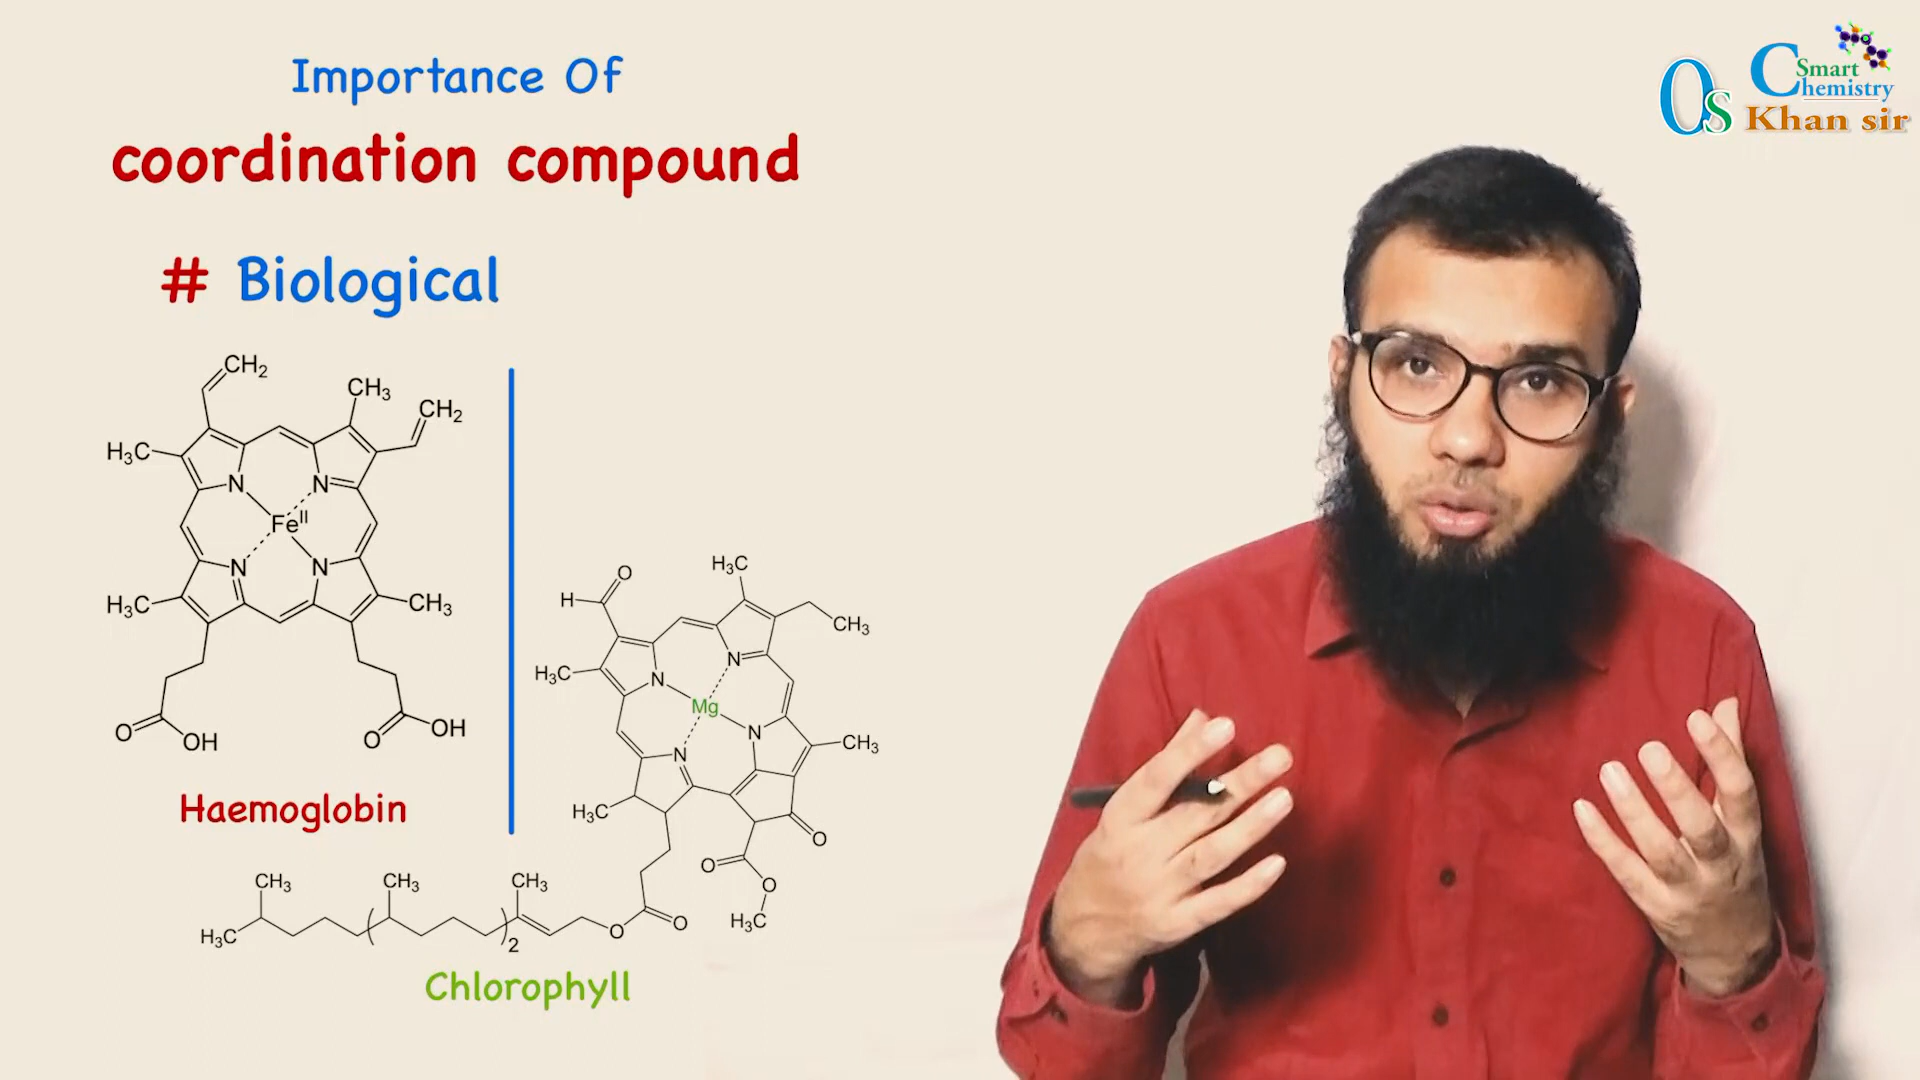 Importance Of
coordination compound
# Biological
Os
Smart
Chemistry
Khan sir
CH₂
CH₃
CH₂
H₃C
N
N
Feᴵᴵ
N
N
H₃C
CH₃
O
OH
O
OH
Haemoglobin
H
O
H₃C
CH₃
H₃C
N
N
Mg
N
N
CH₃
H₃C
O
O
O
H₃C
CH₃
CH₃
CH₃
H₃C
2
O
O
Chlorophyll